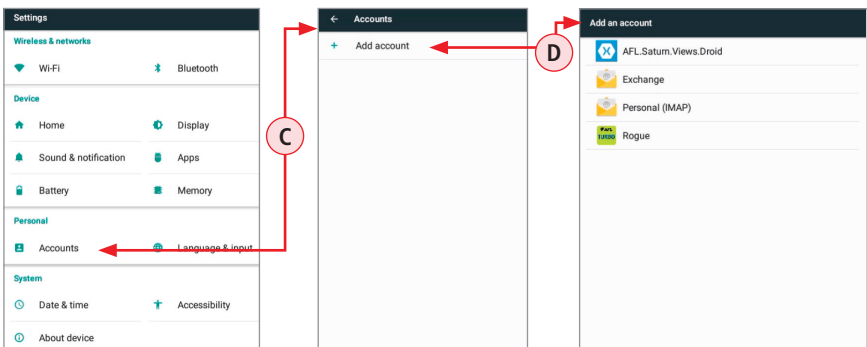 Settings
Wireless & networks
Wi-Fi
Bluetooth
Device
Home
Display
Sound & notification
Apps
Battery
Memory
Personal
Accounts
Language & input
System
Date & time
Accessibility
About device
C
Accounts
+ Add account
D
Add an account
AFL.Saturn.Views.Droid
Exchange
Personal (IMAP)
Rogue